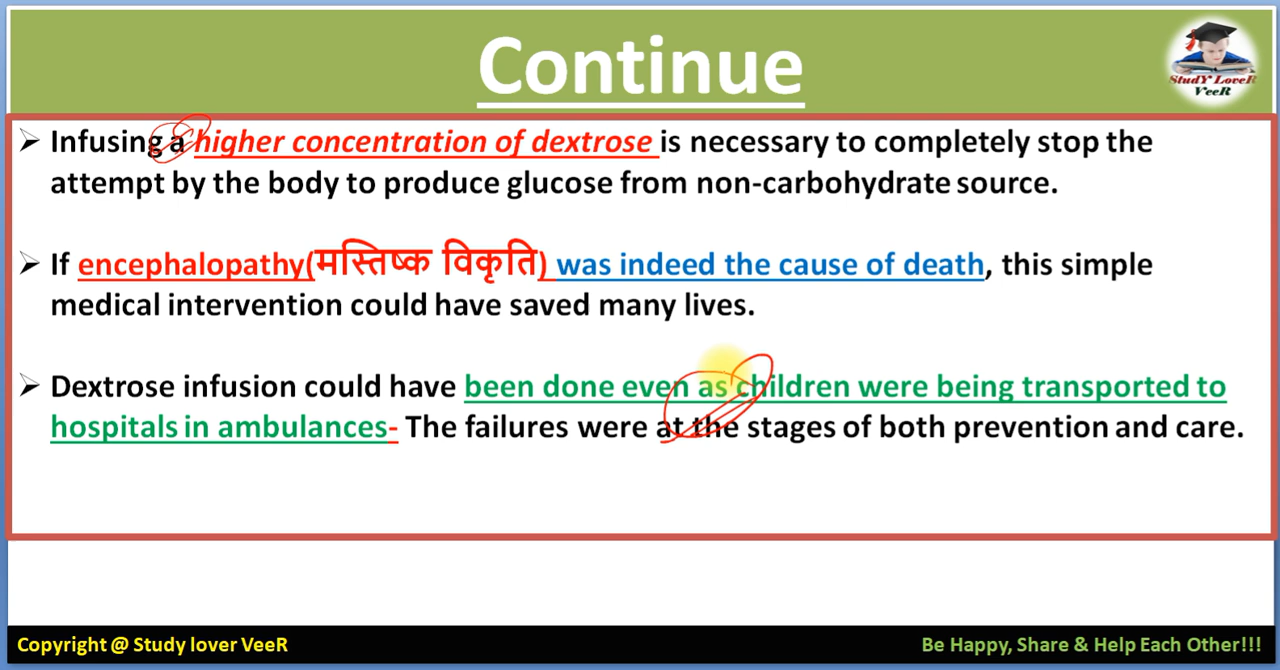 Continue
StudY LoveR
VeeR
➢ Infusing a higher concentration of dextrose is necessary to completely stop the
attempt by the body to produce glucose from non-carbohydrate source.
➢ If encephalopathy(मस्तिष्क विकृति) was indeed the cause of death, this simple
medical intervention could have saved many lives.
➢ Dextrose infusion could have been done even as children were being transported to
hospitals in ambulances- The failures were at the stages of both prevention and care.
Copyright @ Study lover VeeR
Be Happy, Share & Help Each Other!!!